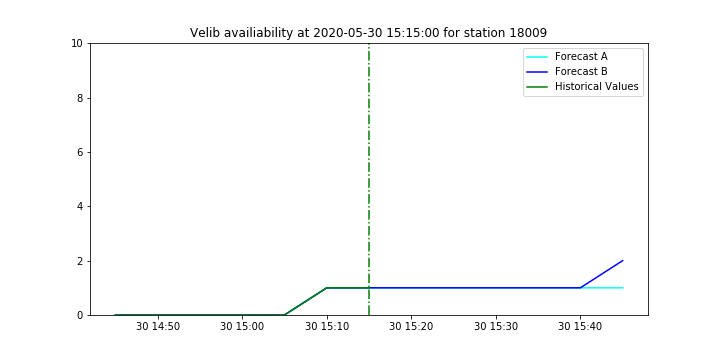 Velib availiability at 2020-05-30 15:15:00 for station 18009
10
8
6
4
2
0
Forecast A
Forecast B
Historical Values
30 14:50 30 15:00 30 15:10 30 15:20 30 15:30 30 15:40